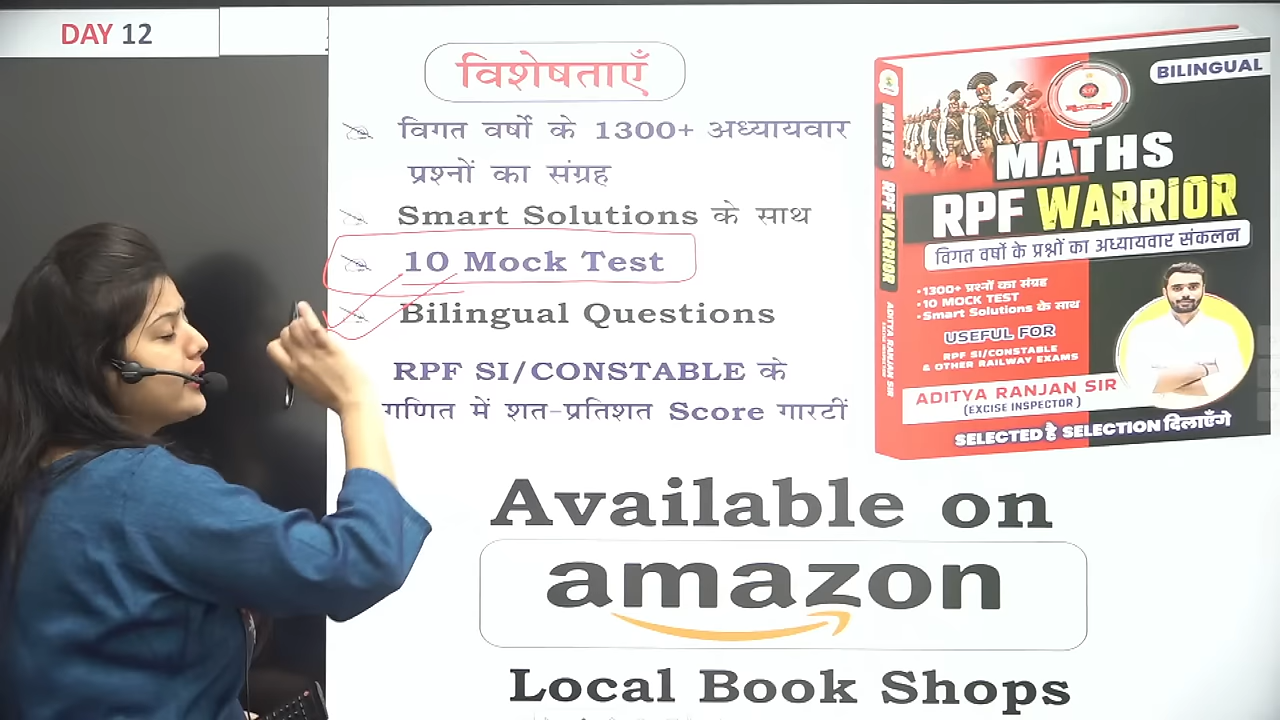 DAY 12
विशेषताएँ
विगत वर्षो के 1300+ अध्यायवार
प्रश्नों का संग्रह
Smart Solutions के साथ
10 Mock Test
Bilingual Questions
RPF SI/CONSTABLE के
गणित में शत-प्रतिशत Score गारटीं
Available on
amazon
Local Book Shops
BILINGUAL
MATHS
RPF WARRIOR
विगत वर्षों के प्रश्नों का अध्यायवार संकलन
•1300+ प्रश्नों का संग्रह
•10 MOCK TEST
•Smart Solutions के साथ
USEFUL FOR
RPF SI/CONSTABLE
& OTHER RAILWAY EXAMS
ADITYA RANJAN SIR
(EXCISE INSPECTOR)
SELECTED है SELECTION दिलाएँगे
MATHS RPF WARRIOR
ADITYA RANJAN SIR